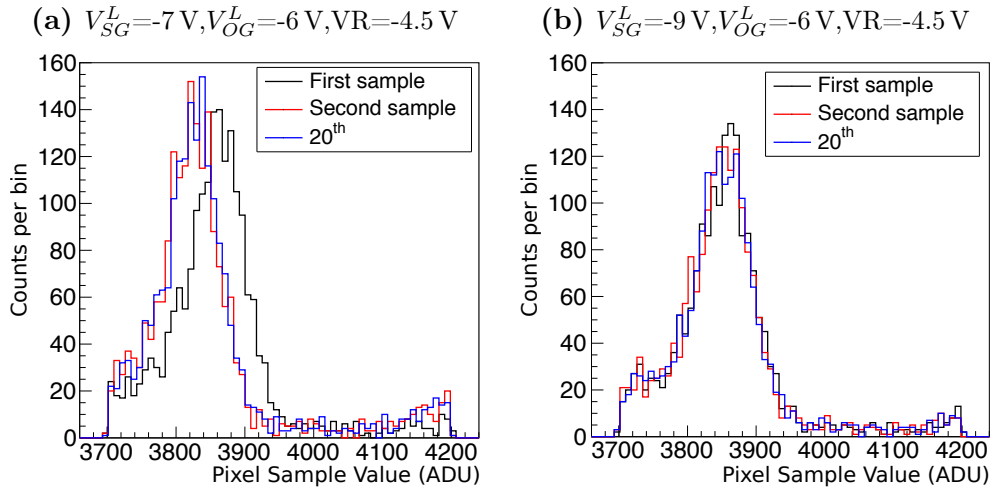 (a) V^L_SG=-7 V,V^L_OG=-6 V,VR=-4.5 V
160
140
120
100
80
60
40
20
0
Counts per bin
First sample
Second sample
20th
3700 3800 3900 4000 4100 4200
Pixel Sample Value (ADU)
(b) V^L_SG=-9 V,V^L_OG=-6 V,VR=-4.5 V
160
140
120
100
80
60
40
20
0
Counts per bin
First sample
Second sample
20th
3700 3800 3900 4000 4100 4200
Pixel Sample Value (ADU)